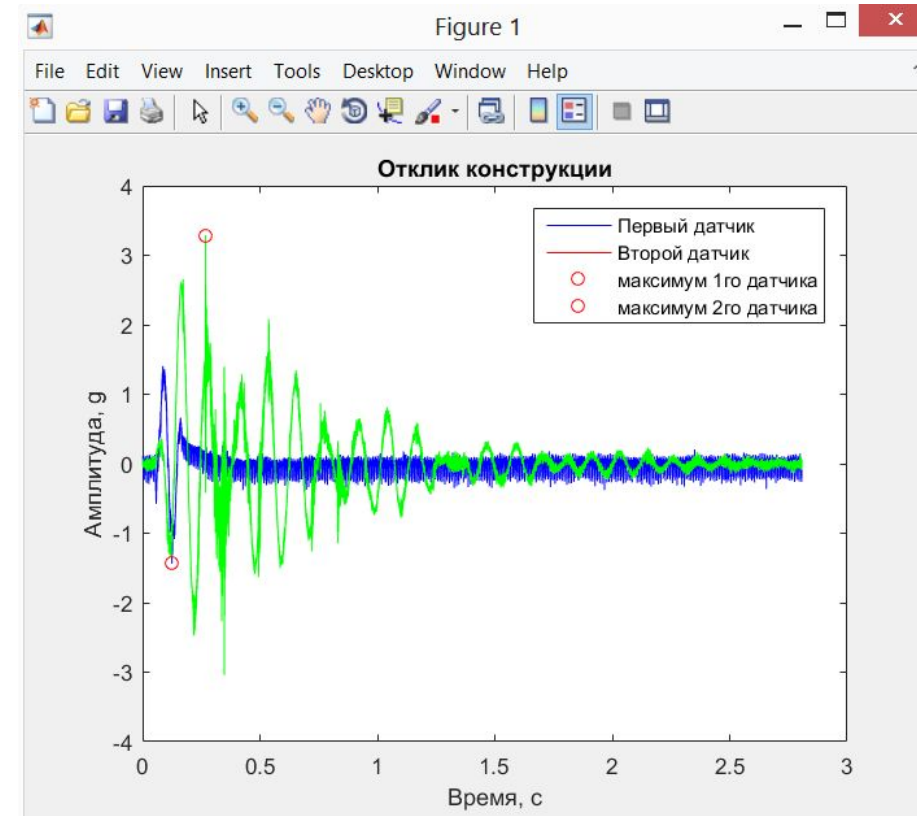 Figure 1
File Edit View Insert Tools Desktop Window Help
Отклик конструкции
Первый датчик
Второй датчик
максимум 1го датчика
максимум 2го датчика
Амплитуда, g
4
3
2
1
0
-1
-2
-3
-4
0 0.5 1 1.5 2 2.5 3
Время, с